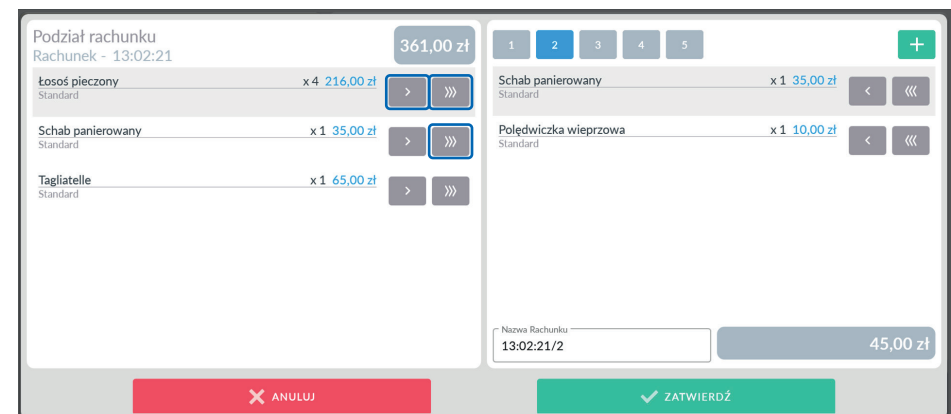 Podział rachunku
Rachunek - 13:02:21
361,00 zł
Łosoś pieczony x 4 216,00 zł
Standard
Schab panierowany x 1 35,00 zł
Standard
Tagliatelle x 1 65,00 zł
Standard
1 2 3 4 5
Schab panierowany x 1 35,00 zł
Standard
Polędwiczka wieprzowa x 1 10,00 zł
Standard
Nazwa Rachunku
13:02:21/2
45,00 zł
ANULUJ
ZATWIERDŹ